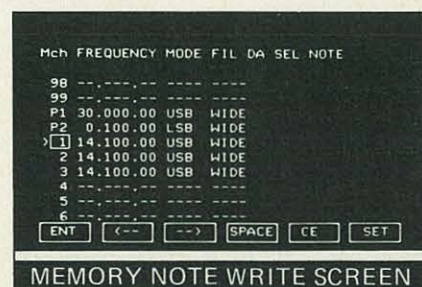 Mch FREQUENCY MODE FIL DA SEL NOTE
98 --.---.-- --- ----
99 --.---.-- --- ----
P1 30.000.00 USB WIDE
P2 0.100.00 LSB WIDE
>1 14.100.00 USB WIDE
2 14.100.00 USB WIDE
3 14.100.00 USB WIDE
4 --.---.-- --- ----
5 --.---.-- --- ----
6 --.---.-- --- ----
ENT <-- --> SPACE CE SET
MEMORY NOTE WRITE SCREEN